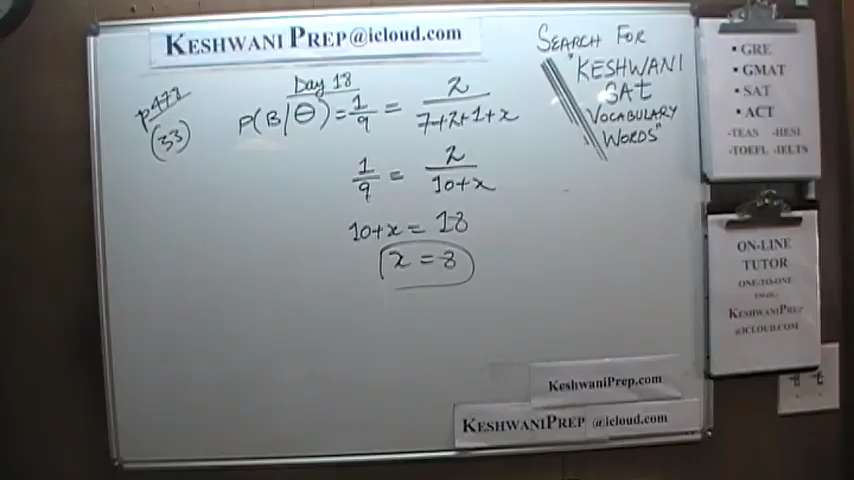 KESHWANI PREP@icloud.com
p472
(33)
Day 18
P(B/Θ) = 1/9 = 2/(7+2+1+x)
1/9 = 2/(10+x)
10+x = 18
x = 8
SEARCH FOR
"KESHWANI
SAT
VOCABULARY
WORDS"
▪ GRE
▪ GMAT
▪ SAT
▪ ACT
-TEAS -HESI
-TOEFL -IELTS
ON-LINE
TUTOR
ONE-TO-ONE
EMAIL:
KESHWANIPREP
@ICLOUD.COM
KeshwaniPrep.com
KESHWANIPREP @icloud.com